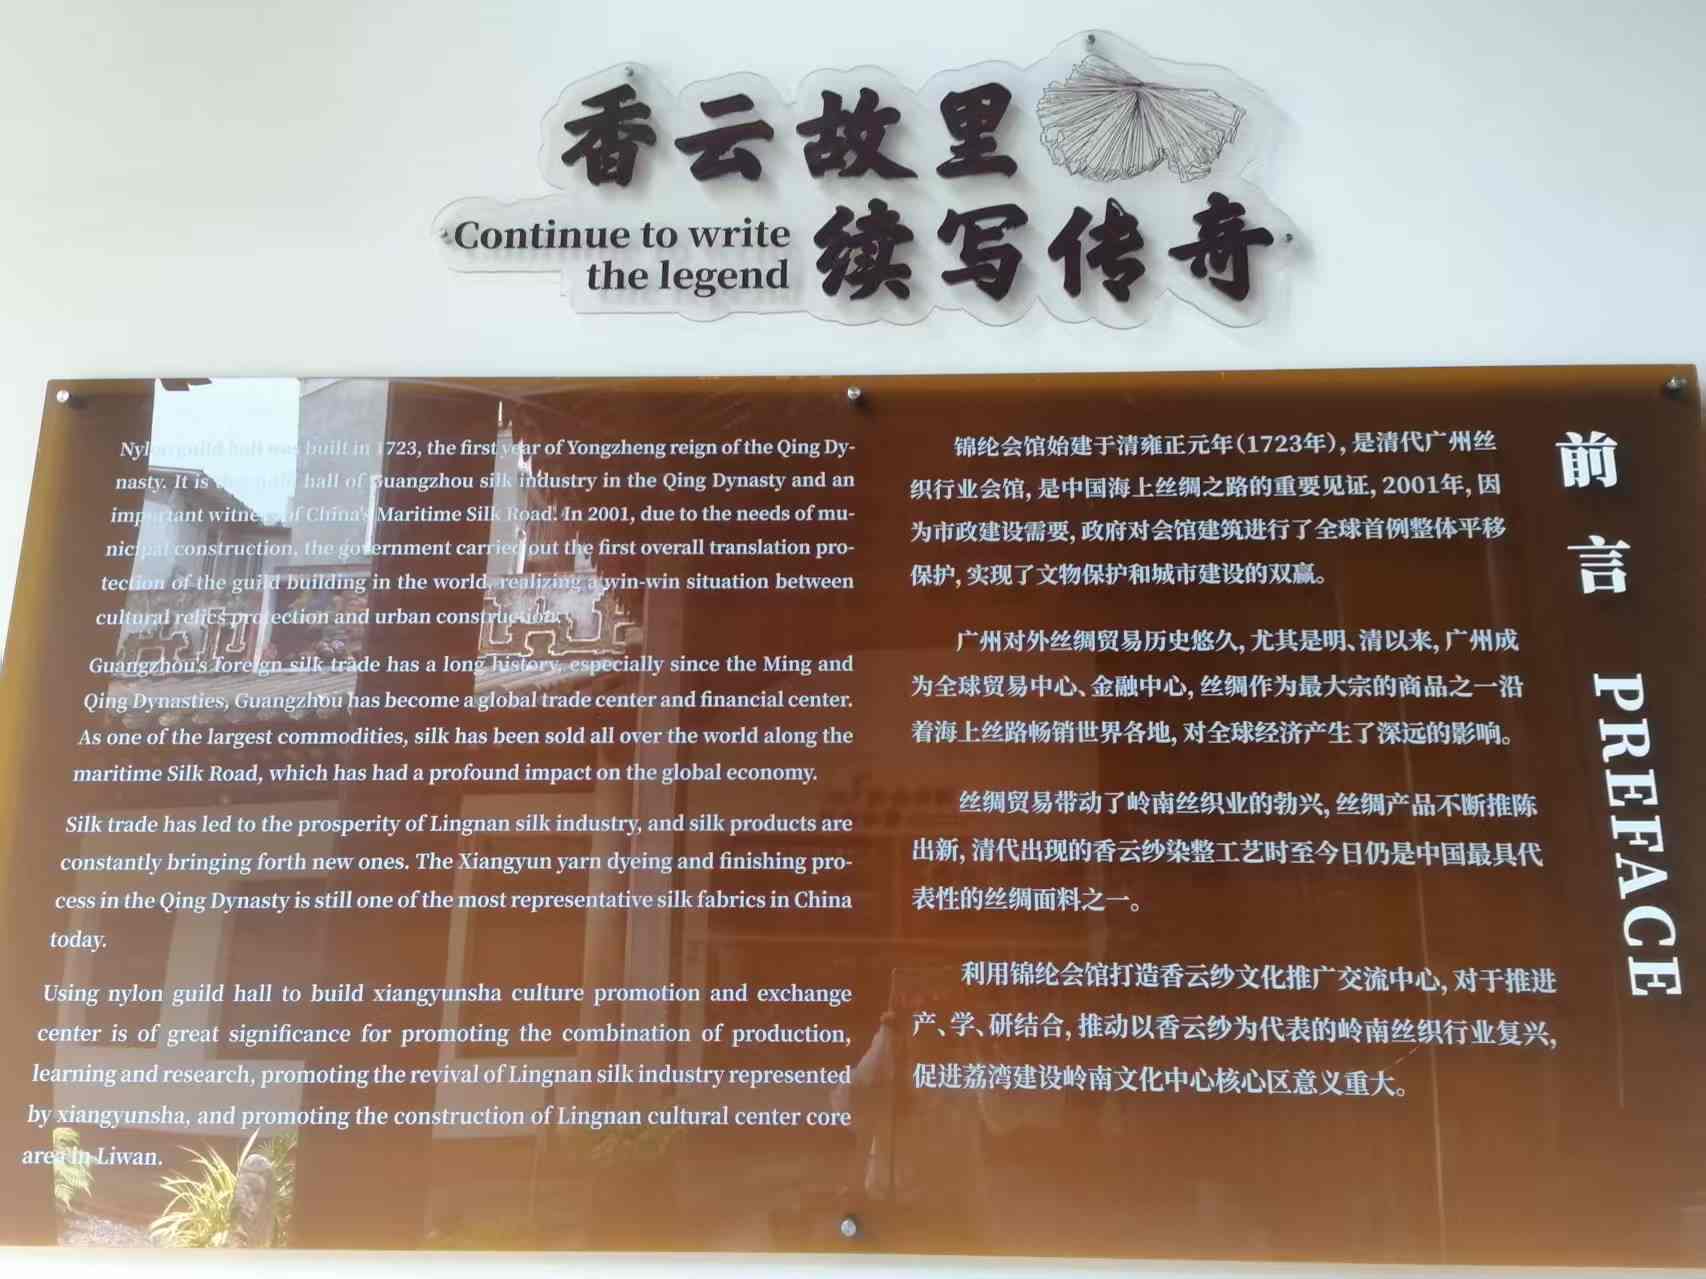 香云故里
Continue to write
the legend
续写传奇
Nylon guild hall was built in 1723, the first year of Yongzheng reign of the Qing Dy-
nasty. It is the guild hall of Guangzhou silk industry in the Qing Dynasty and an
important witness of China's Maritime Silk Road. In 2001, due to the needs of mu-
nicipal construction, the government carried out the first overall translation pro-
tection of the guild building in the world, realizing a win-win situation between
cultural relics protection and urban construction.
Guangzhou's foreign silk trade has a long history, especially since the Ming and
Qing Dynasties, Guangzhou has become a global trade center and financial center.
As one of the largest commodities, silk has been sold all over the world along the
maritime Silk Road, which has had a profound impact on the global economy.
Silk trade has led to the prosperity of Lingnan silk industry, and silk products are
constantly bringing forth new ones. The Xiangyun yarn dyeing and finishing pro-
cess in the Qing Dynasty is still one of the most representative silk fabrics in China
today.
Using nylon guild hall to build xiangyunsha culture promotion and exchange
center is of great significance for promoting the combination of production,
learning and research, promoting the revival of Lingnan silk industry represented
by xiangyunsha, and promoting the construction of Lingnan cultural center core
area in Liwan.
前言 PREFACE
锦纶会馆始建于清雍正元年(1723年),是清代广州丝
织行业会馆,是中国海上丝绸之路的重要见证,2001年,因
为市政建设需要,政府对会馆建筑进行了全球首例整体平移
保护,实现了文物保护和城市建设的双赢。
广州对外丝绸贸易历史悠久,尤其是明、清以来,广州成
为全球贸易中心、金融中心,丝绸作为最大宗的商品之一沿
着海上丝路畅销世界各地,对全球经济产生了深远的影响。
丝绸贸易带动了岭南丝织业的勃兴,丝绸产品不断推陈
出新,清代出现的香云纱染整工艺时至今日仍是中国最具代
表性的丝绸面料之一。
利用锦纶会馆打造香云纱文化推广交流中心,对于推进
产、学、研结合,推动以香云纱为代表的岭南丝织行业复兴,
促进荔湾建设岭南文化中心核心区意义重大。